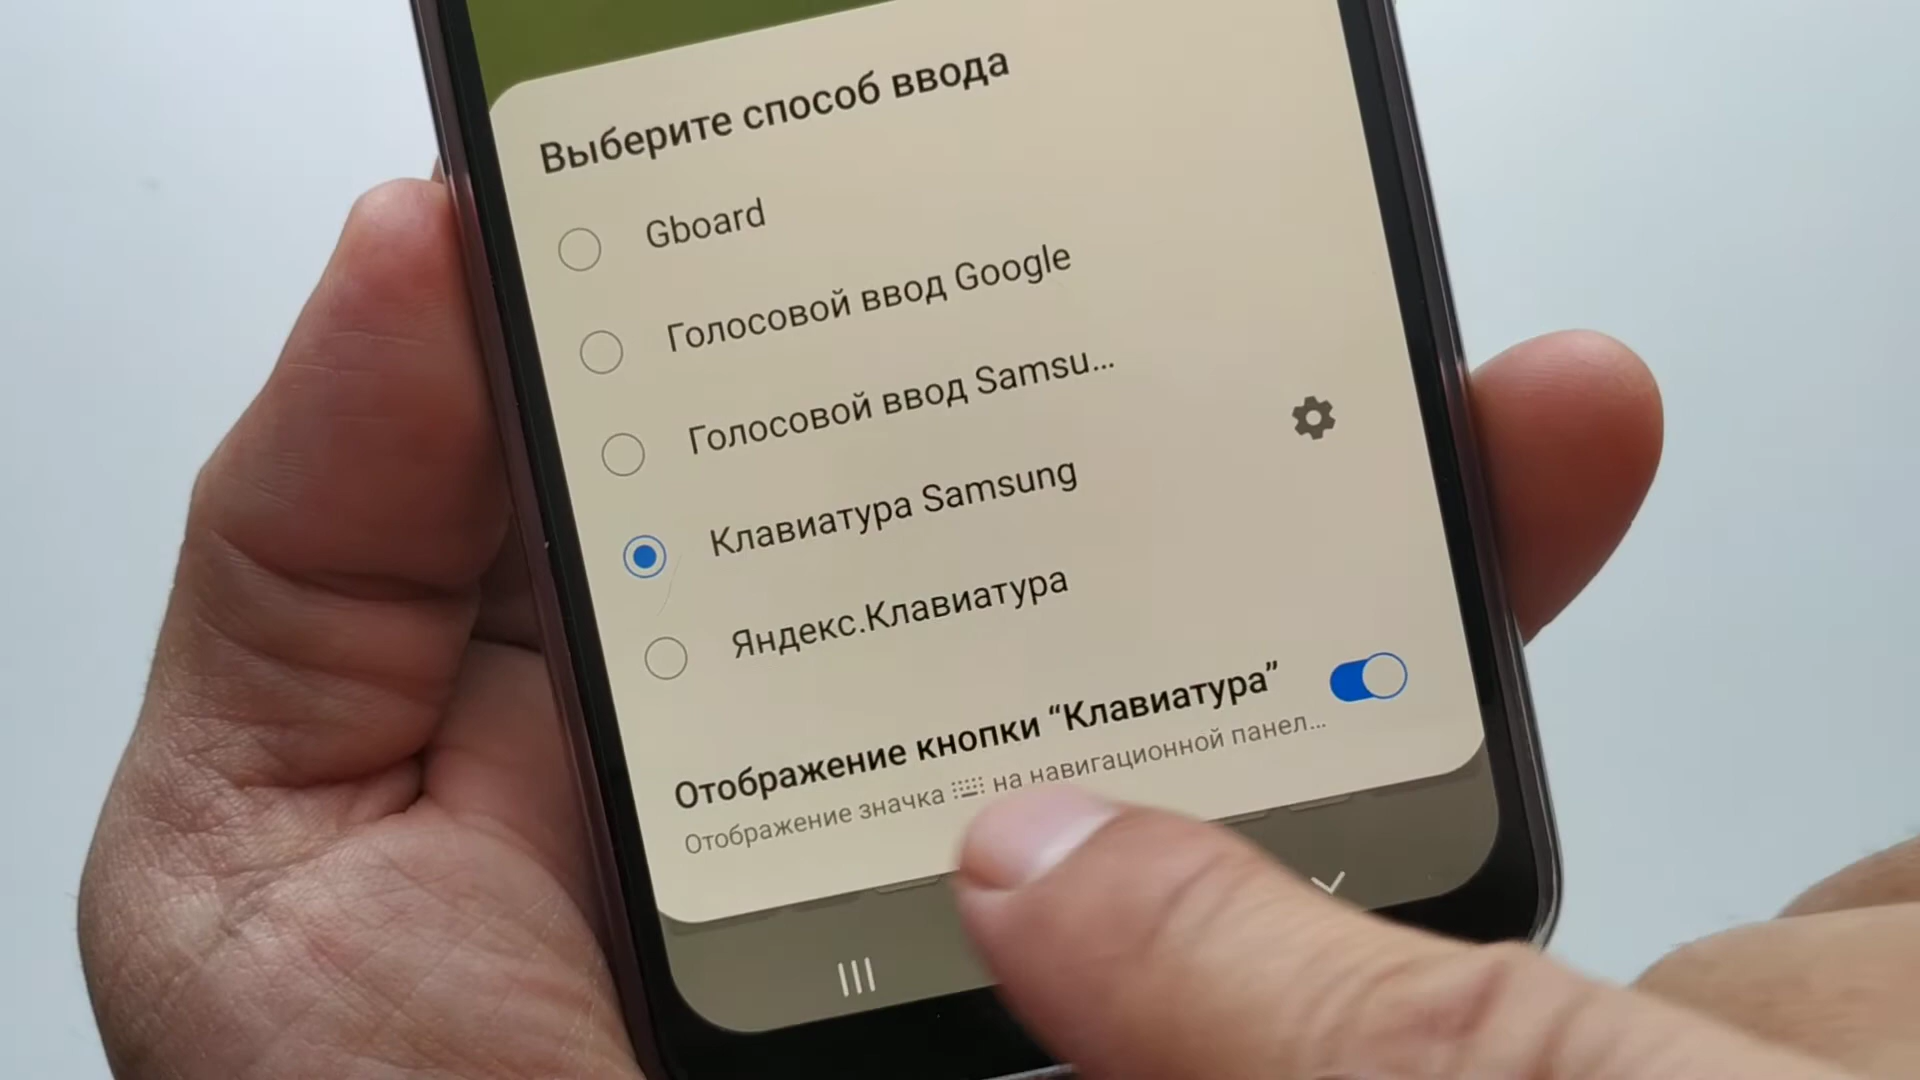 Выберите способ ввода
Gboard
Голосовой ввод Google
Голосовой ввод Samsu...
Клавиатура Samsung
Яндекс.Клавиатура
Отображение кнопки “Клавиатура”
Отображение значка на навигационной панел...